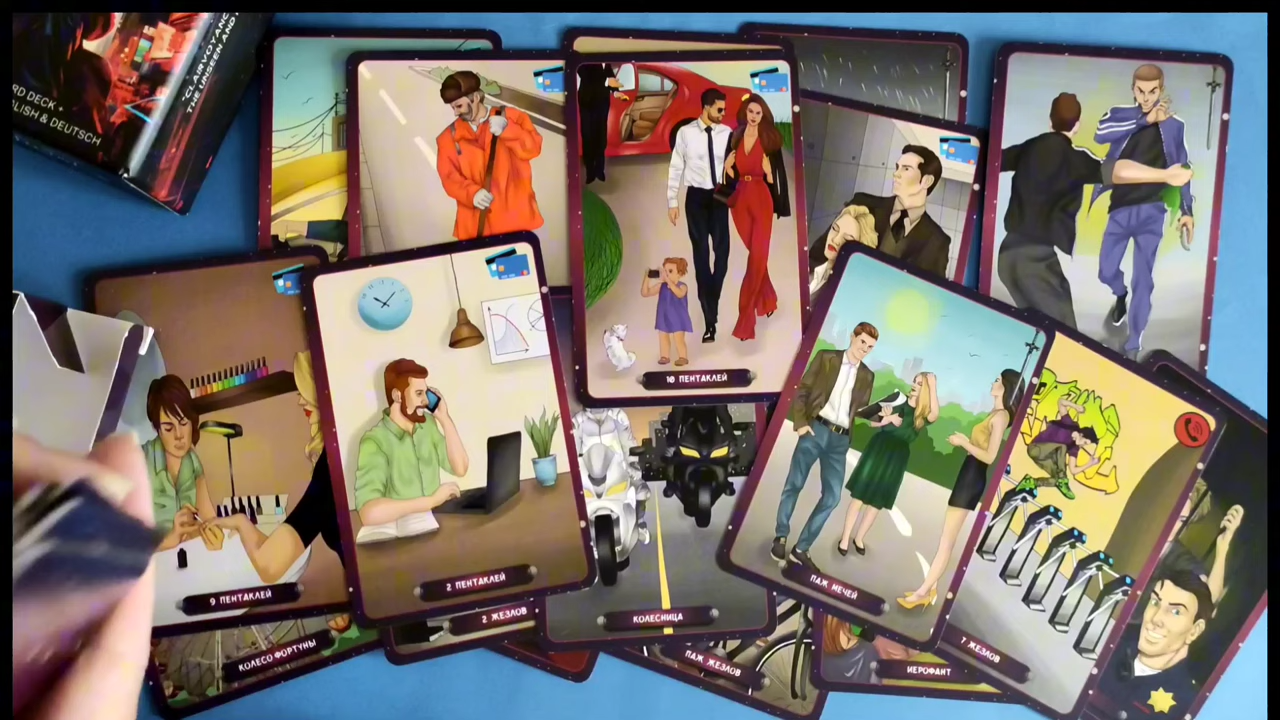 "CLAIRVOYANC
THE UNSEEN AND
RD DECK +
LISH & DEUTSCH
10 ПЕНТАКЛЕЙ
9 ПЕНТАКЛЕЙ
2 ПЕНТАКЛЕЙ
ПАЖ МЕЧЕЙ
КОЛЕСО ФОРТУНЫ
2 ЖЕЗЛОВ
КОЛЕСНИЦА
ПАЖ ЖЕЗЛОВ
ИЕРОФАНТ
7 ЖЕЗЛОВ